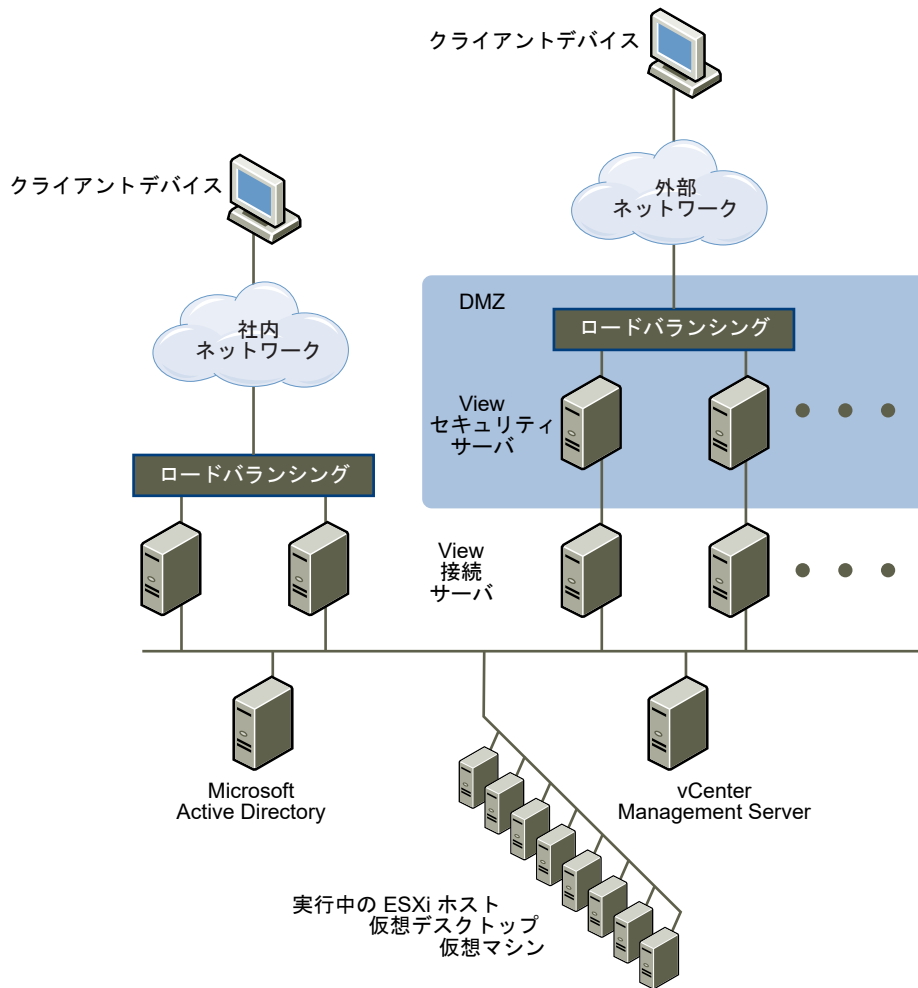 クライアントデバイス
クライアントデバイス
外部
ネットワーク
DMZ
社内
ネットワーク
ロードバランシング
View
セキュリティ
サーバ
ロードバランシング
View
接続
サーバ
Microsoft
Active Directory
vCenter
Management Server
実行中の ESXi ホスト
仮想デスクトップ
仮想マシン